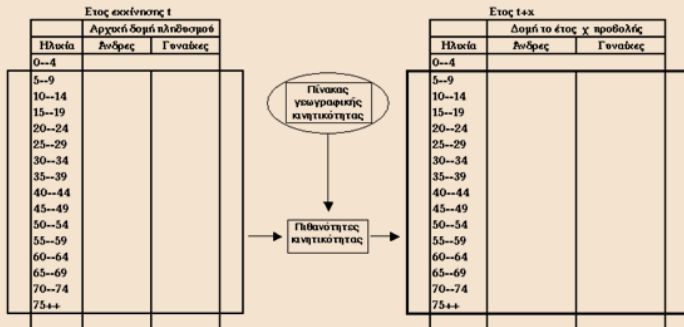 Ετος εκκίνησης t
Αρχική δομή πληθυσμού
Ηλικία Άνδρες Γυναίκες
0--4
5--9
10--14
15--19
20--24
25--29
30--34
35--39
40--44
45--49
50--54
55--59
60--64
65--69
70--74
75++
Πίνακας
γεωγραφικής
κινητικότητας
Πιθανότητες
κινητικότητας
Ετος t+x
Δομή το έτος χ προβολής
Ηλικία Άνδρες Γυναίκες
0--4
5--9
10--14
15--19
20--24
25--29
30--34
35--39
40--44
45--49
50--54
55--59
60--64
65--69
70--74
75++